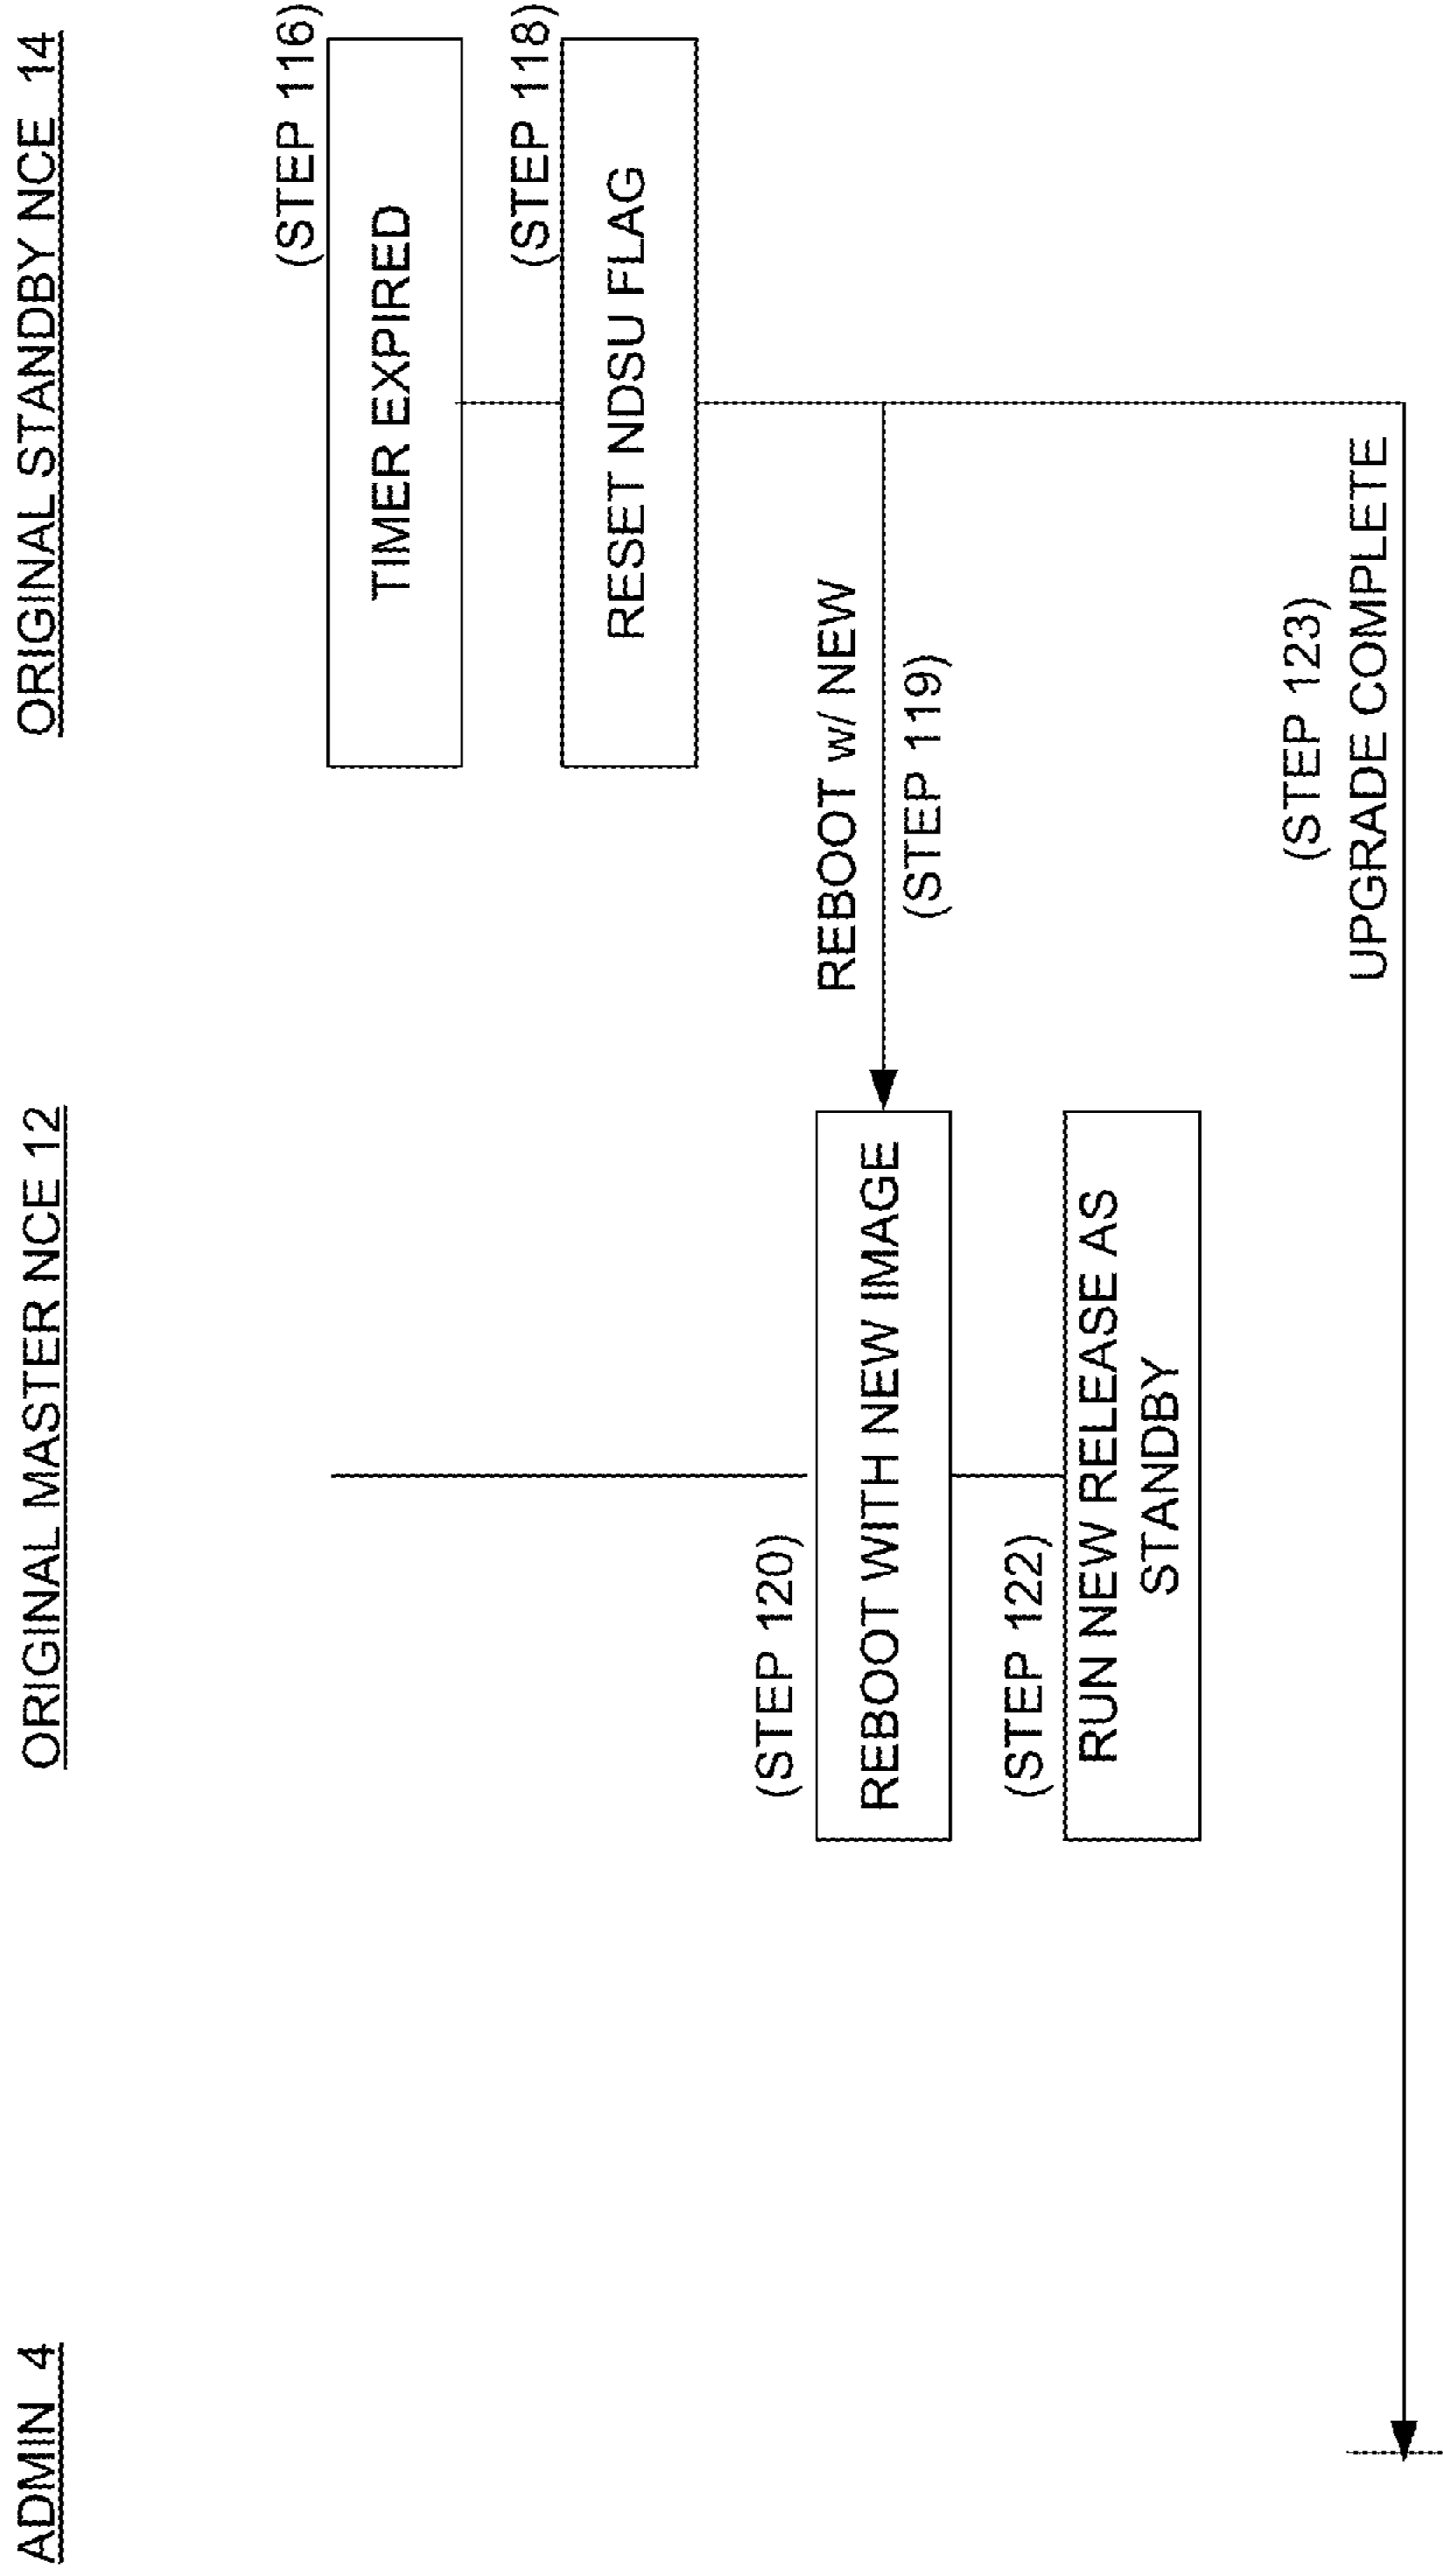 ADMIN 4
ORIGINAL MASTER NCE 12
ORIGINAL STANDBY NCE 14
(STEP 116)
TIMER EXPIRED
(STEP 118)
RESET NDSU FLAG
(STEP 120)
REBOOT w/ NEW
REBOOT WITH NEW IMAGE
(STEP 119)
(STEP 122)
RUN NEW RELEASE AS
STANDBY
(STEP 123)
UPGRADE COMPLETE